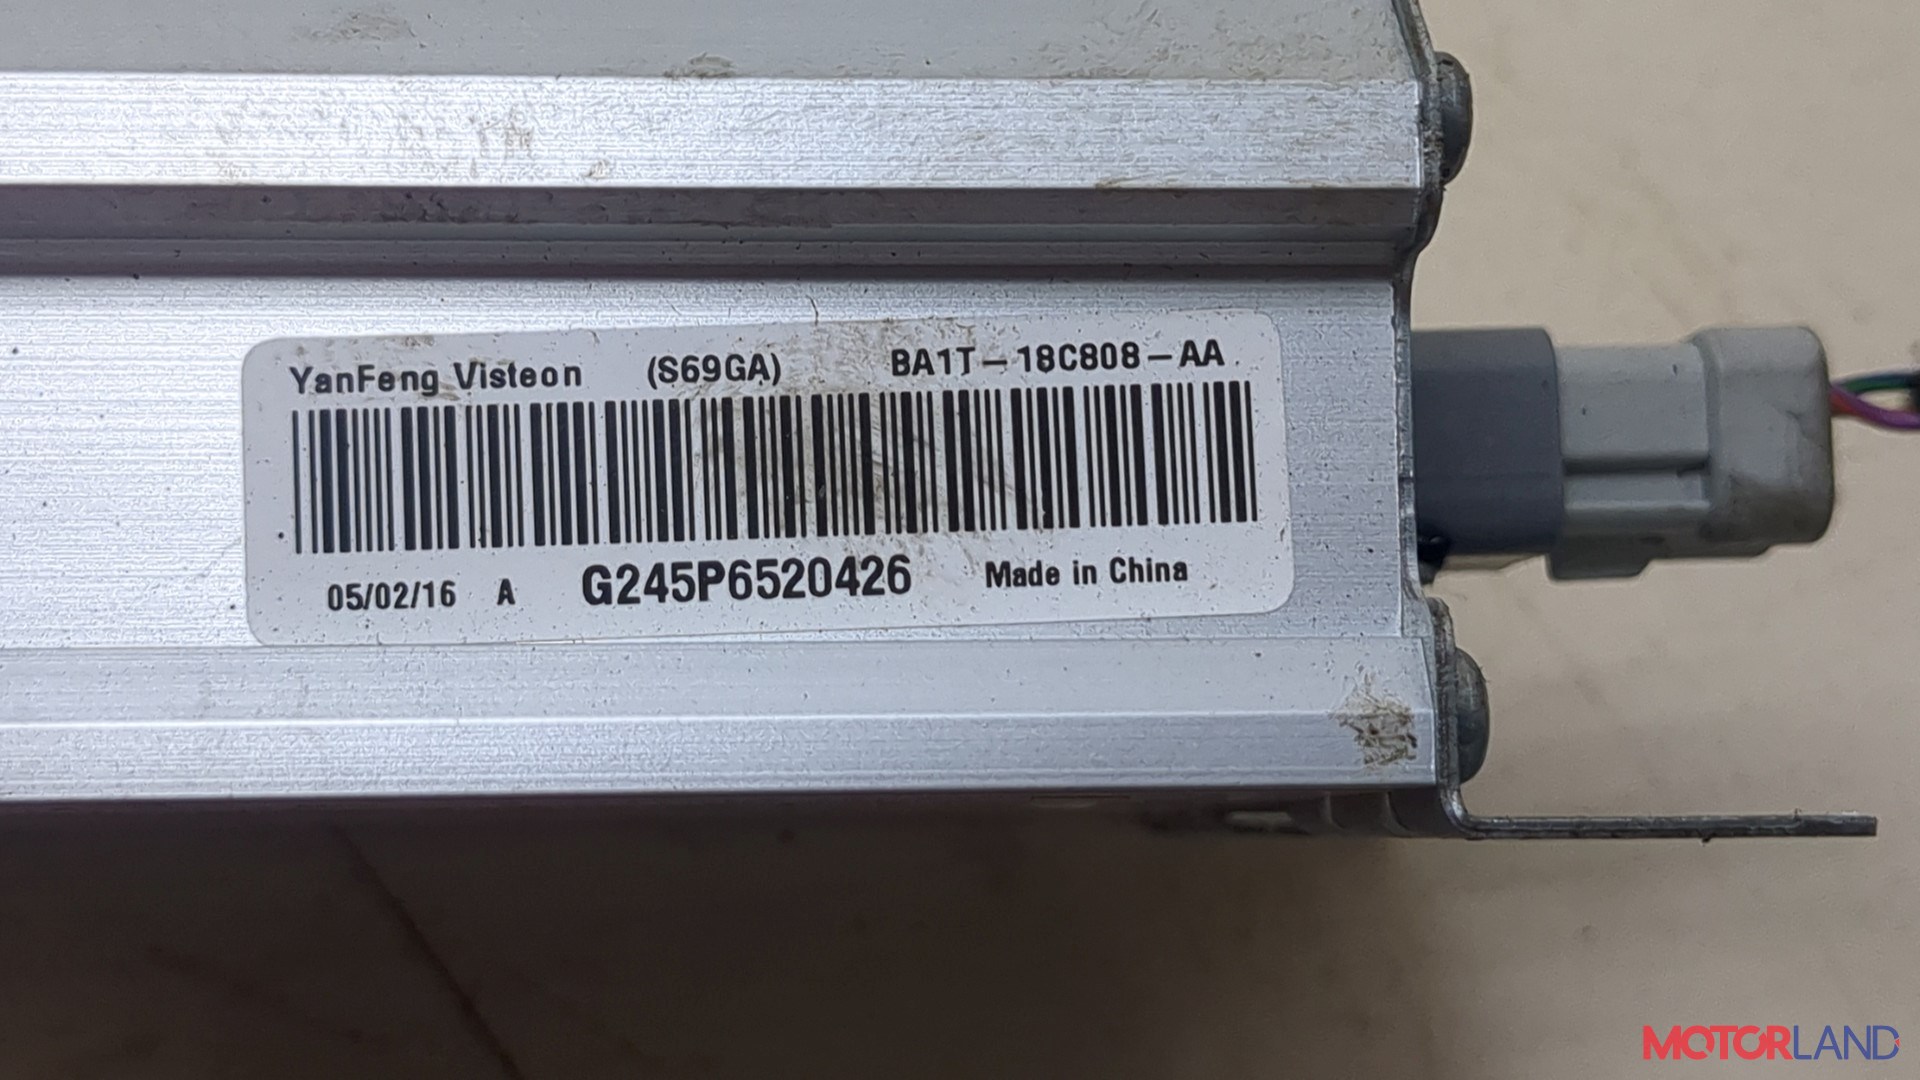 YanFeng Visteon (S69GA) BA1T-18C808-AA
05/02/16 A G245P6520426 Made in China
MOTORLAND